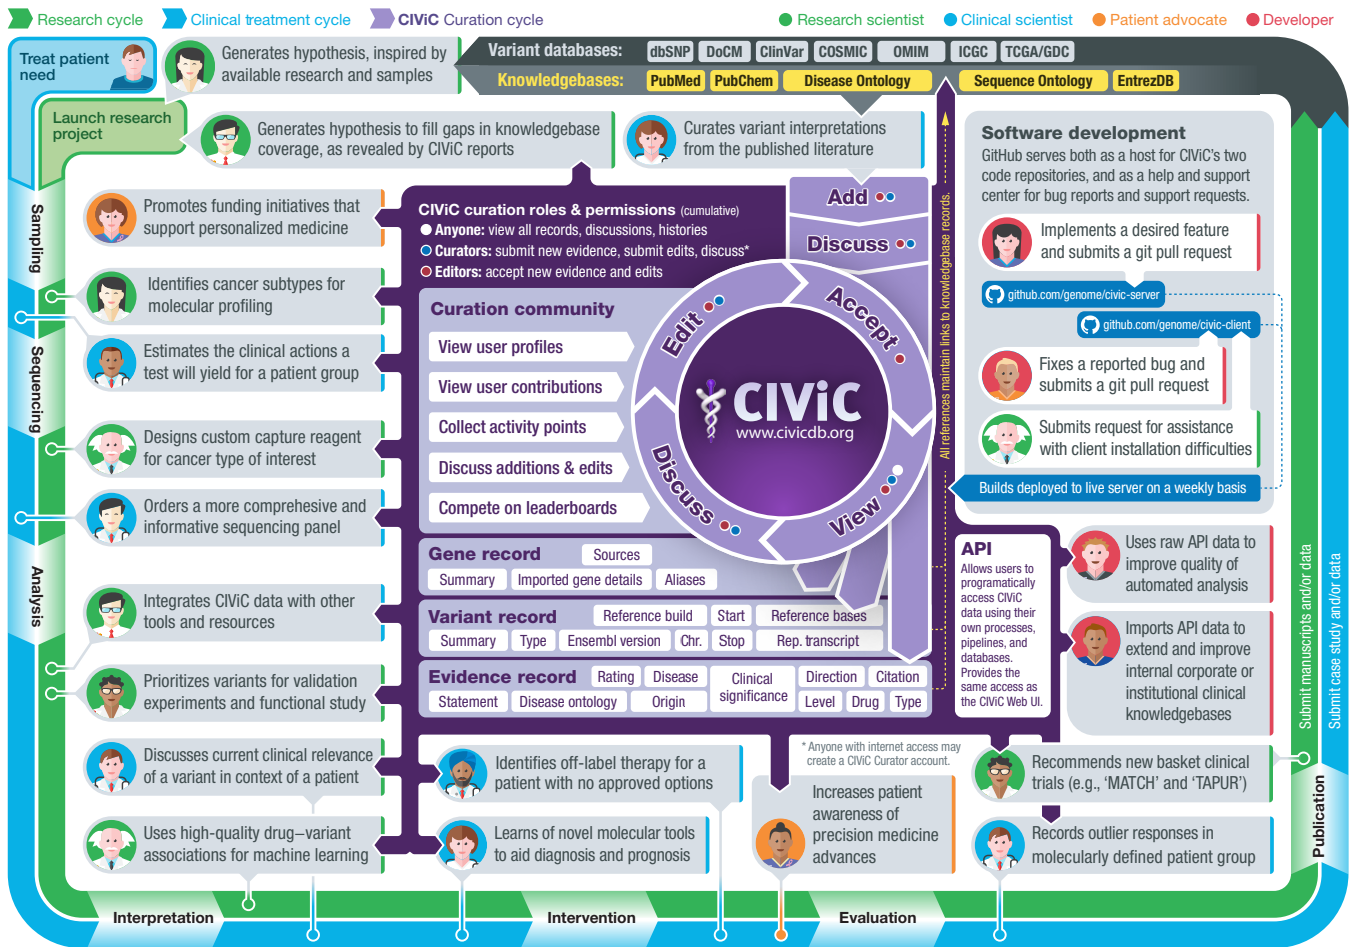 Research cycle
Clinical treatment cycle
CIViC Curation cycle
Research scientist
Clinical scientist
Patient advocate
Developer
Treat patient
need
Generates hypothesis, inspired by
available research and samples
Variant databases:
dbSNP
DoCM
ClinVar
COSMIC
OMIM
ICGC
TCGA/GDC
Knowledgebases:
PubMed
PubChem
Disease Ontology
Sequence Ontology
EntrezDB
Launch research
project
Generates hypothesis to fill gaps in knowledgebase
coverage, as revealed by CIViC reports
Curates variant interpretations
from the published literature
Sampling
Sequencing
Analysis
Promotes funding initiatives that
support personalized medicine
Identifies cancer subtypes for
molecular profiling
Estimates the clinical actions a
test will yield for a patient group
Designs custom capture reagent
for cancer type of interest
Orders a more comprehesive and
informative sequencing panel
Integrates CIViC data with other
tools and resources
Prioritizes variants for validation
experiments and functional study
Discusses current clinical relevance
of a variant in context of a patient
Uses high-quality drug–variant
associations for machine learning
CIViC curation roles & permissions (cumulative)
Anyone: view all records, discussions, histories
Curators: submit new evidence, submit edits, discuss*
Editors: accept new evidence and edits
Add
Discuss
Edit
Accept
Discuss
View
CIViC
www.civicdb.org
Curation community
View user profiles
View user contributions
Collect activity points
Discuss additions & edits
Compete on leaderboards
Gene record
Sources
Summary
Imported gene details
Aliases
Variant record
Reference build
Start
Reference bases
Summary
Type
Ensembl version
Chr.
Stop
Rep. transcript
Evidence record
Rating
Disease
Clinical
significance
Direction
Citation
Statement
Disease ontology
Origin
Level
Drug
Type
All references maintain links to knowledgebase records.
Software development
GitHub serves both as a host for CIViC's two
code repositories, and as a help and support
center for bug reports and support requests.
Implements a desired feature
and submits a git pull request
github.com/genome/civic-server
github.com/genome/civic-client
Fixes a reported bug and
submits a git pull request
Submits request for assistance
with client installation difficulties
Builds deployed to live server on a weekly basis
API
Allows users to
programatically
access CIViC
data using their
own processes,
pipelines, and
databases.
Provides the
same access as
the CIViC Web UI.
Uses raw API data to
improve quality of
automated analysis
Imports API data to
extend and improve
internal corporate or
institutional clinical
knowledgebases
Submit manuscripts and/or data
Submit case study and/or data
Publication
Identifies off-label therapy for a
patient with no approved options
Learns of novel molecular tools
to aid diagnosis and prognosis
* Anyone with internet access may
create a CIViC Curator account.
Increases patient
awareness of
precision medicine
advances
Recommends new basket clinical
trials (e.g., 'MATCH' and 'TAPUR')
Records outlier responses in
molecularly defined patient group
Interpretation
Intervention
Evaluation